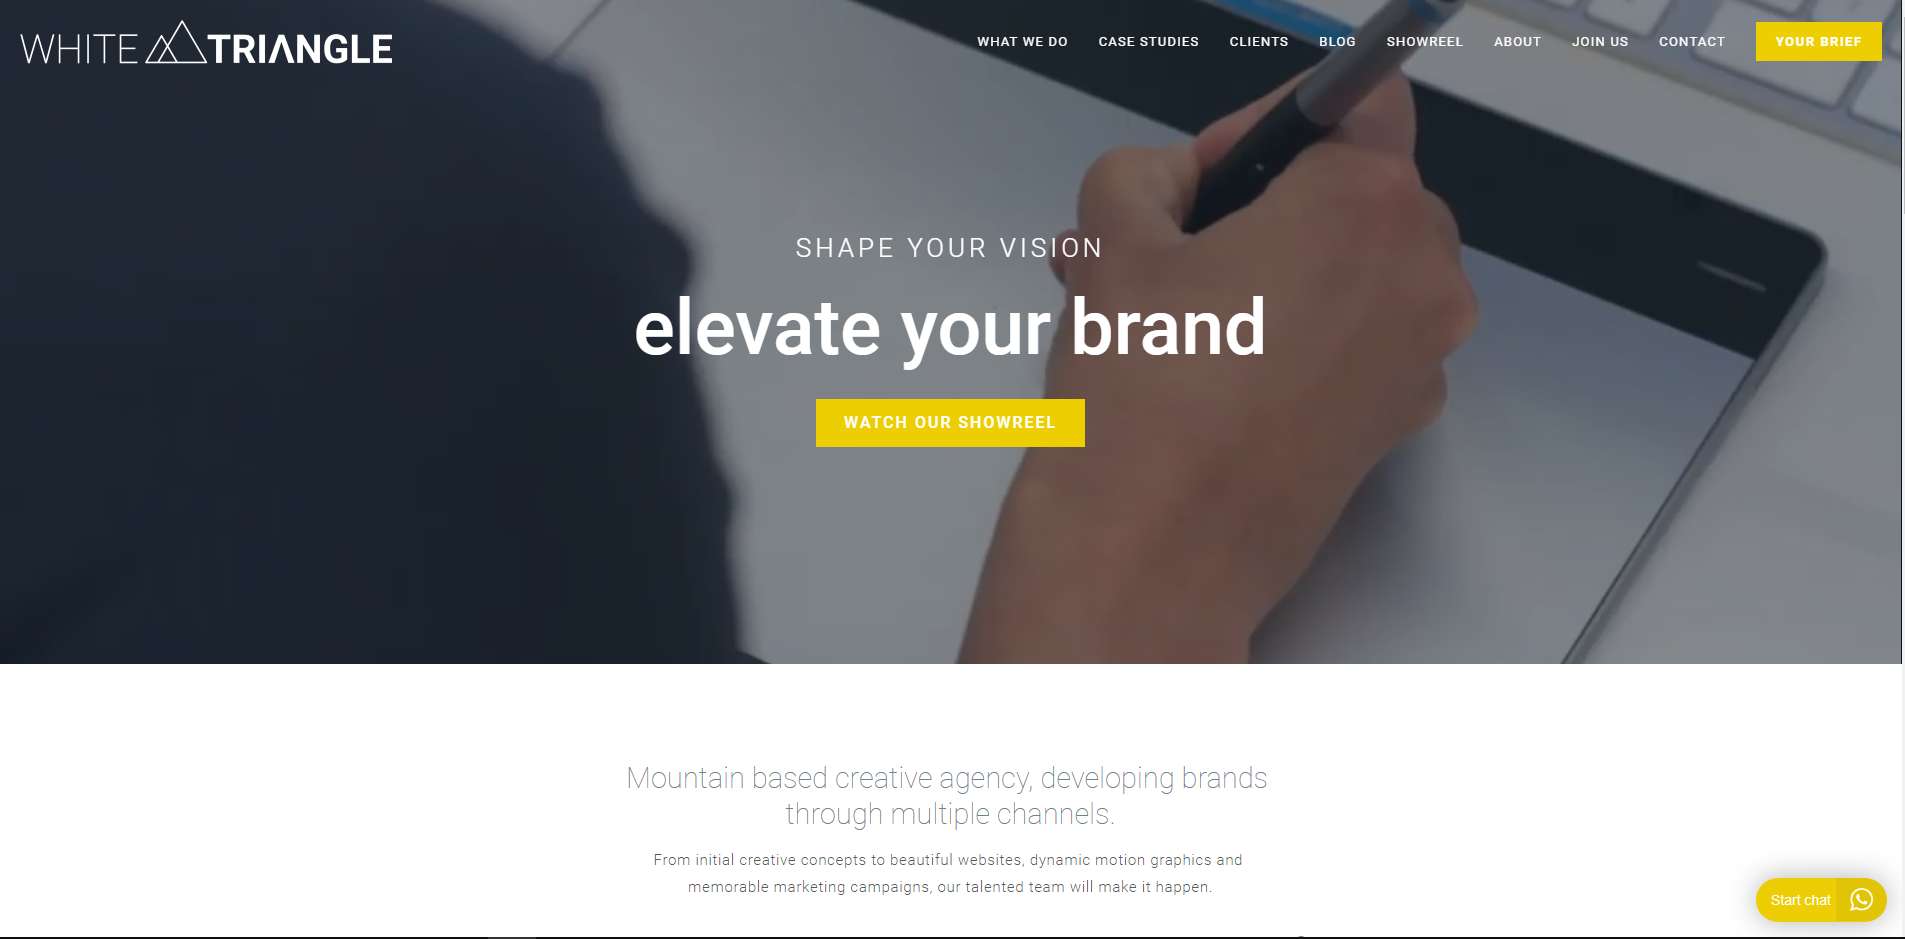 WHITE TRIANGLE
WHAT WE DO
CASE STUDIES
CLIENTS
BLOG
SHOWREEL
ABOUT
JOIN US
CONTACT
YOUR BRIEF
SHAPE YOUR VISION
elevate your brand
WATCH OUR SHOWREEL
Mountain based creative agency, developing brands
through multiple channels.
From initial creative concepts to beautiful websites, dynamic motion graphics and
memorable marketing campaigns, our talented team will make it happen.
Start chat